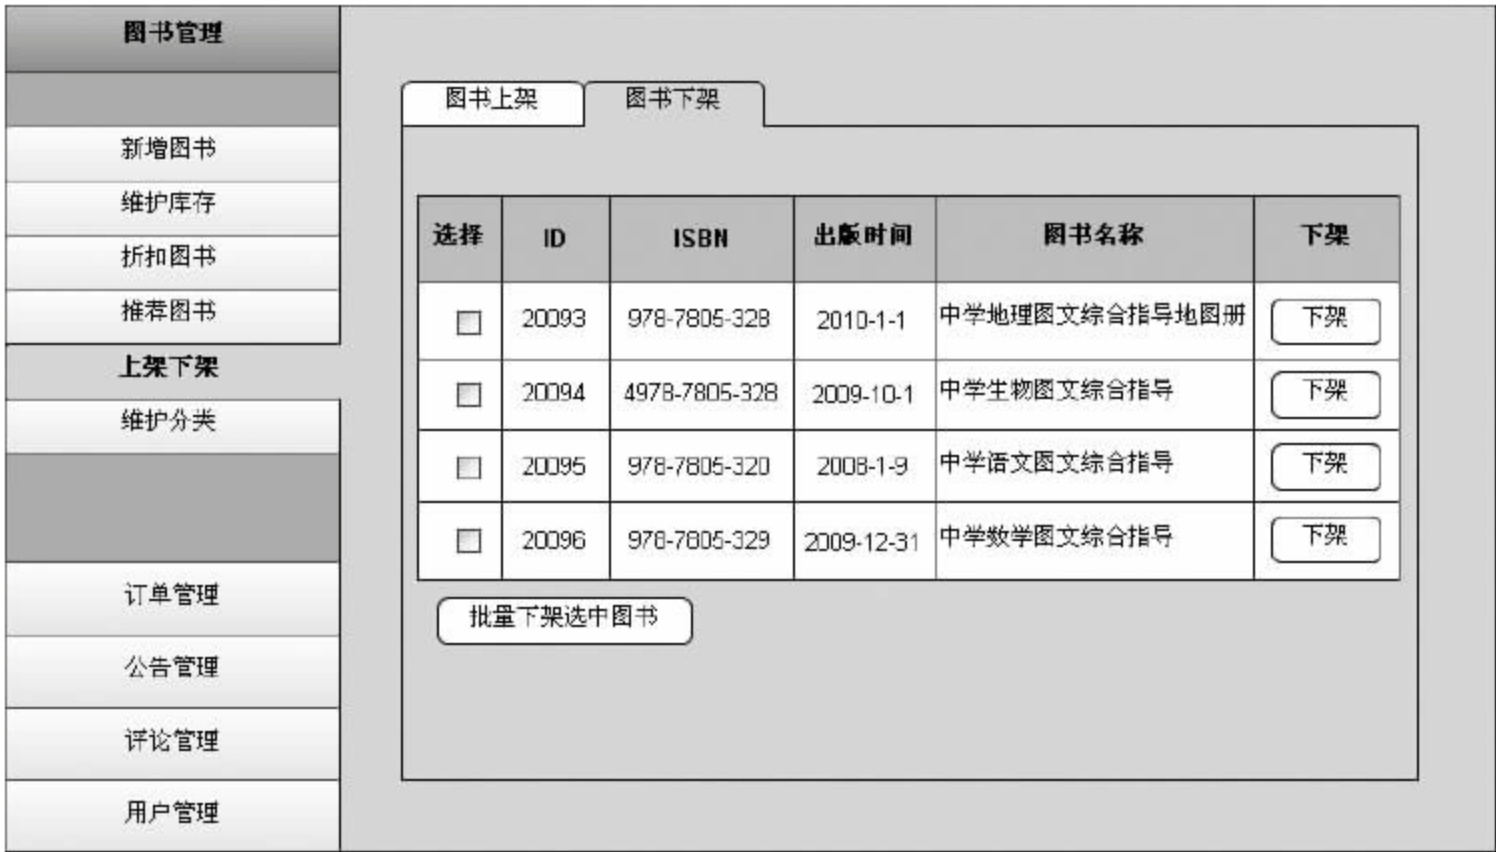 图书管理
新增图书
维护库存
折扣图书
推荐图书
上架下架
维护分类
订单管理
公告管理
评论管理
用户管理
图书上架 图书下架
选择 ID ISBN 出版时间 图书名称 下架
20093 978-7805-328 2010-1-1 中学地理图文综合指导地图册 下架
20094 4978-7805-328 2009-10-1 中学生物图文综合指导 下架
20095 978-7805-320 2008-1-9 中学语文图文综合指导 下架
20096 978-7805-329 2009-12-31 中学数学图文综合指导 下架
批量下架选中图书